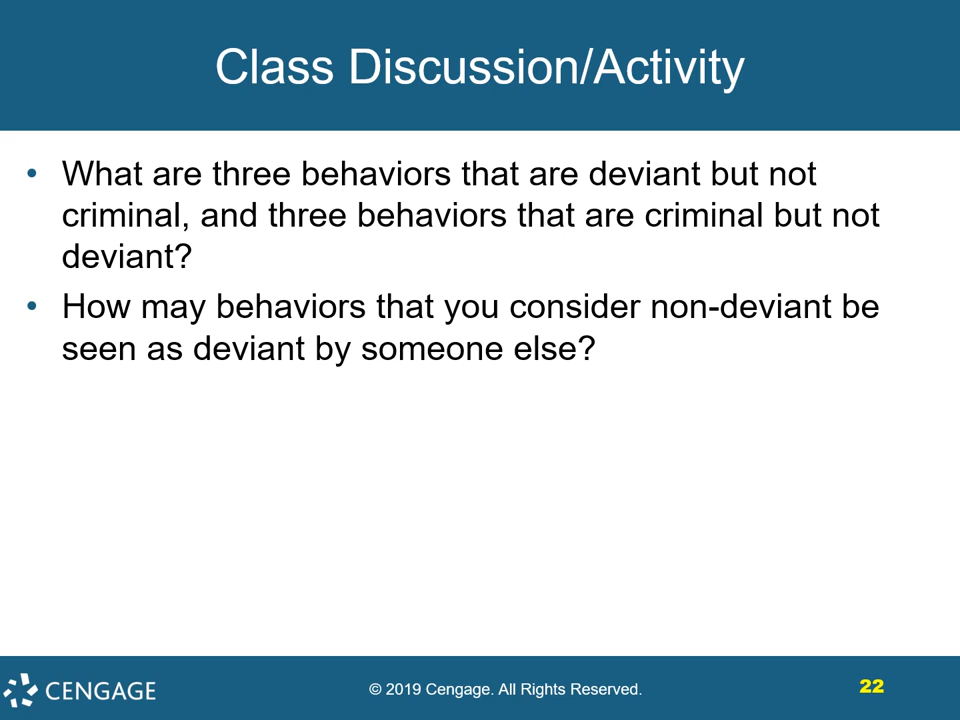 Class Discussion/Activity
• What are three behaviors that are deviant but not
criminal, and three behaviors that are criminal but not
deviant?
• How may behaviors that you consider non-deviant be
seen as deviant by someone else?
CENGAGE
© 2019 Cengage. All Rights Reserved.
22